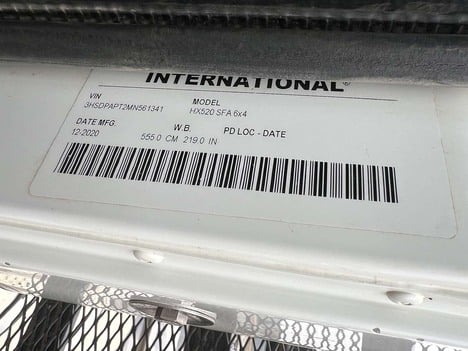 INTERNATIONAL®
VIN MODEL
3HSDPAPT2MN561341 HX520 SFA 6x4
DATE MFG. W.B. PD LOC - DATE
12-2020 555.0 CM 219.0 IN